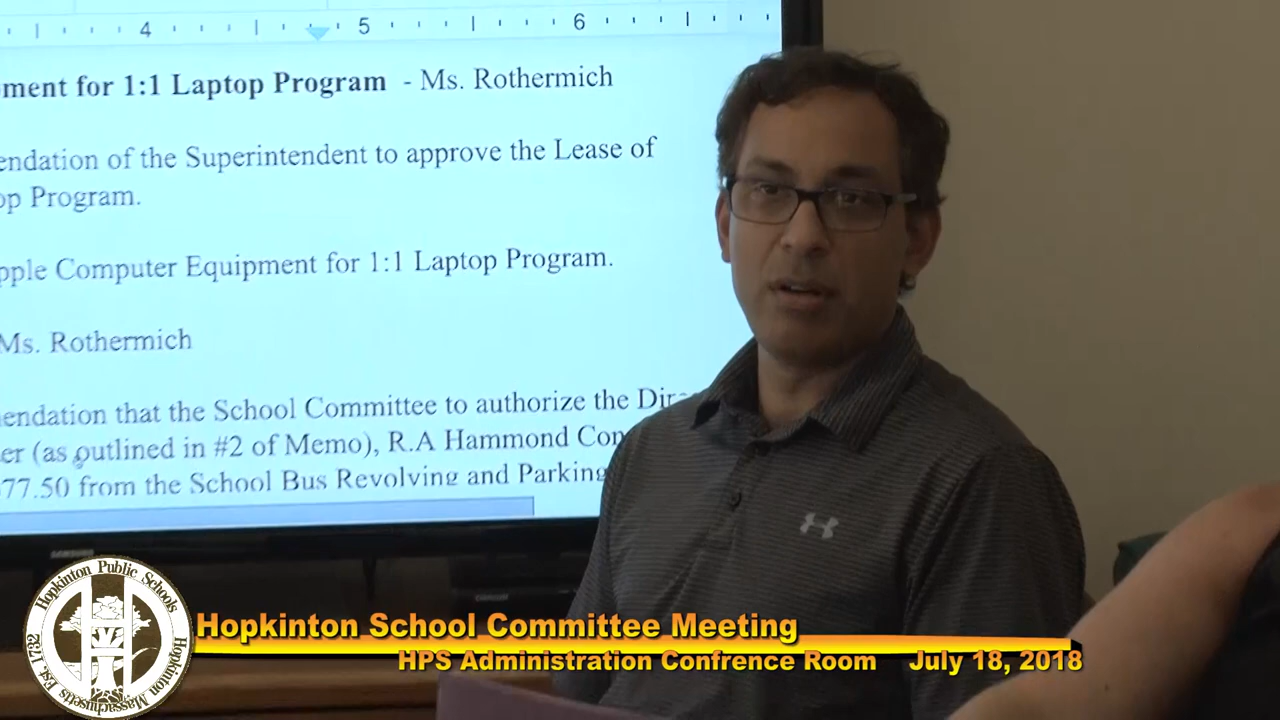 4 5 6
ment for 1:1 Laptop Program - Ms. Rothermich
endation of the Superintendent to approve the Lease of
op Program.
pple Computer Equipment for 1:1 Laptop Program.
Ms. Rothermich
endation that the School Committee to authorize the Dir
er (as outlined in #2 of Memo), R.A Hammond Con
77.50 from the School Bus Revolving and Parking
SAMSUNG
Hopkinton Public Schools
Hopkinton Massachusetts Est. 1732
H
Hopkinton School Committee Meeting
HPS Administration Confrence Room July 18, 2018